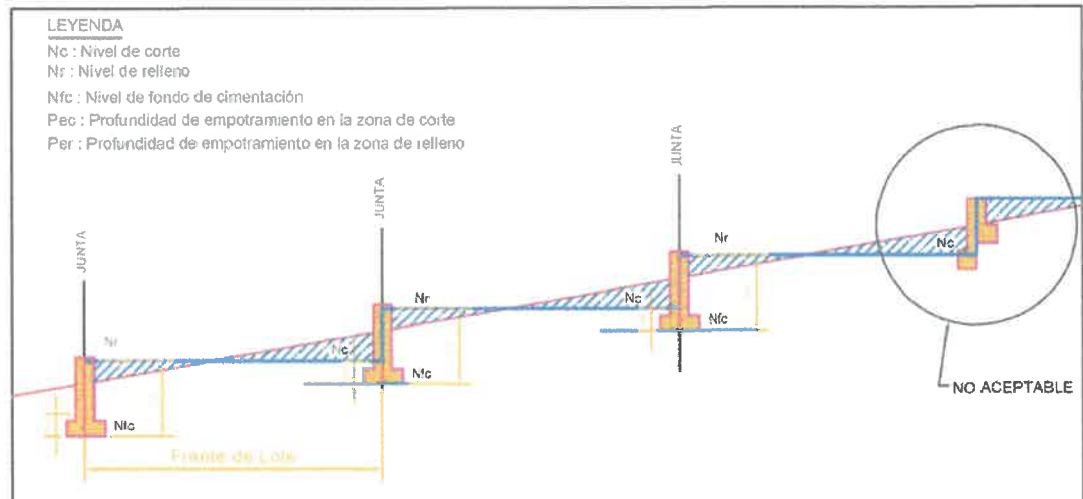 LEYENDA
Nc : Nivel de corte
Nr : Nivel de relleno
Nfc : Nivel de fondo de cimentación
Pec : Profundidad de empotramiento en la zona de corte
Per : Profundidad de empotramiento en la zona de relleno
JUNTA
JUNTA
JUNTA
Nr
Nc
Nr
Nc
Nfc
NO ACEPTABLE
Nr
Nc
Nfc
Nfc
Frente de Lote